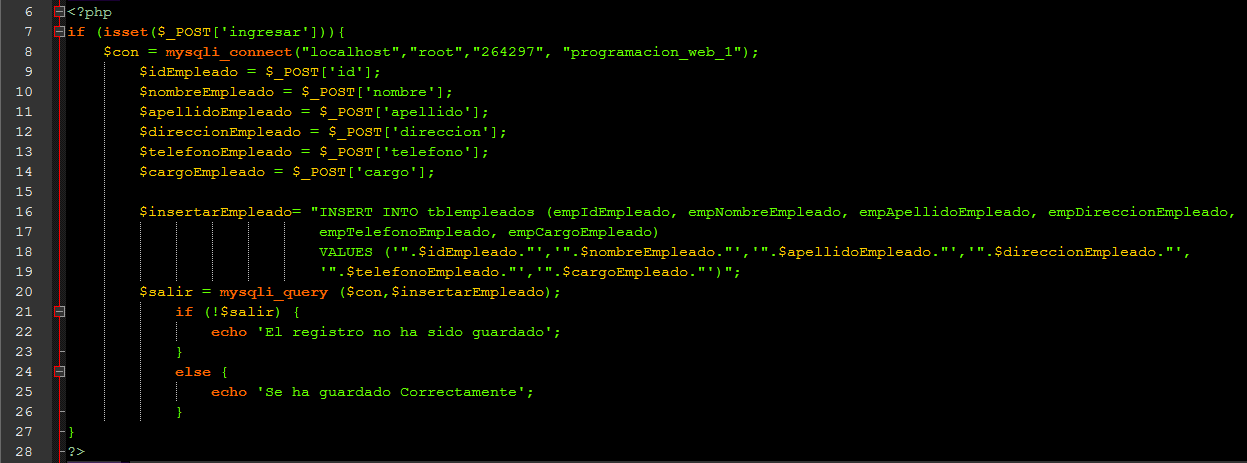 6 <?php
7 if (isset($_POST['ingresar'])){
8 $con = mysqli_connect("localhost","root","264297", "programacion_web_1");
9 $idEmpleado = $_POST['id'];
10 $nombreEmpleado = $_POST['nombre'];
11 $apellidoEmpleado = $_POST['apellido'];
12 $direccionEmpleado = $_POST['direccion'];
13 $telefonoEmpleado = $_POST['telefono'];
14 $cargoEmpleado = $_POST['cargo'];
15
16 $insertarEmpleado= "INSERT INTO tblempleados (empIdEmpleado, empNombreEmpleado, empApellidoEmpleado, empDireccionEmpleado,
17 empTelefonoEmpleado, empCargoEmpleado)
18 VALUES ('".$idEmpleado."','".$nombreEmpleado."','".$apellidoEmpleado."','".$direccionEmpleado."',
19 '".$telefonoEmpleado."','".$cargoEmpleado."')";
20 $salir = mysqli_query ($con,$insertarEmpleado);
21 if (!$salir) {
22 echo 'El registro no ha sido guardado';
23 }
24 else {
25 echo 'Se ha guardado Correctamente';
26 }
27 }
28 ?>